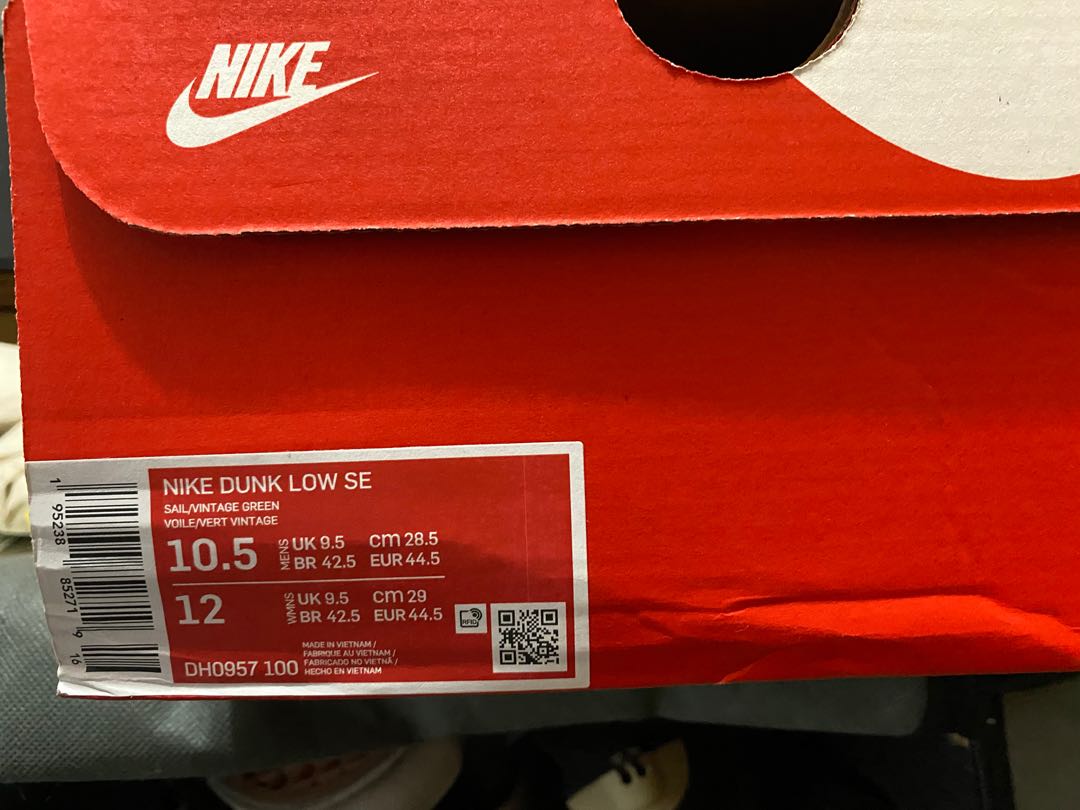 NIKE
NIKE DUNK LOW SE
SAIL/VINTAGE GREEN
VOILE/VERT VINTAGE
10.5 MENS UK 9.5 cm 28.5
BR 42.5 EUR 44.5
12 WMNS UK 9.5 cm 29
BR 42.5 EUR 44.5
RFID
MADE IN VIETNAM /
FABRIQUE AU VIETNAM /
FABRICADO NO VIETNÃ /
HECHO EN VIETNAM
DH0957 100
1 95238 85271 9 16